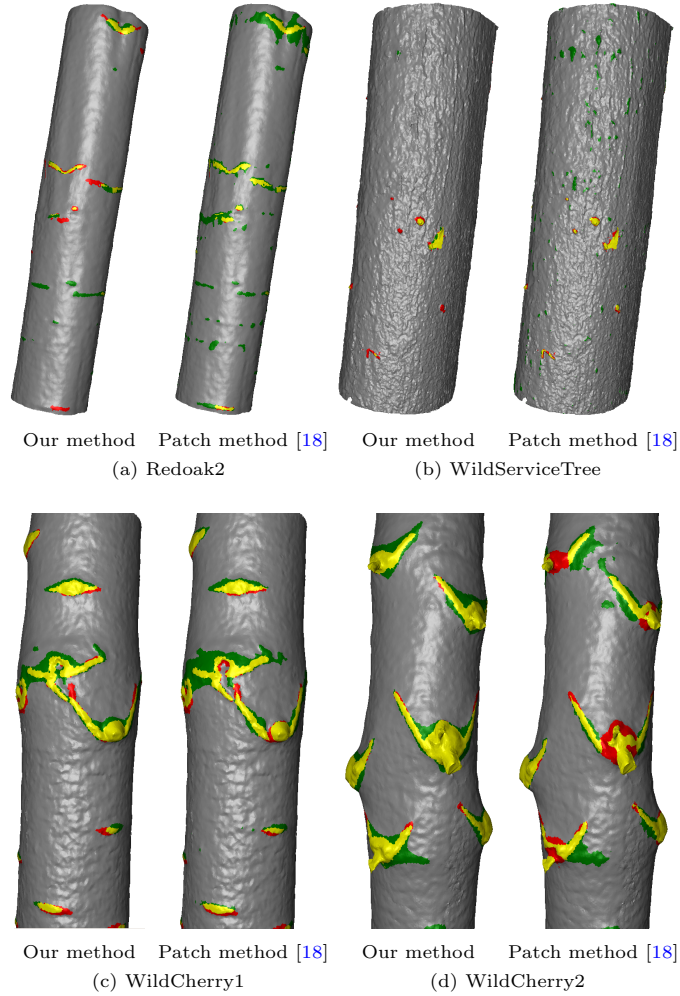 Our method Patch method [18] Our method Patch method [18]
(a) Redoak2 (b) WildServiceTree
Our method Patch method [18] Our method Patch method [18]
(c) WildCherry1 (d) WildCherry2